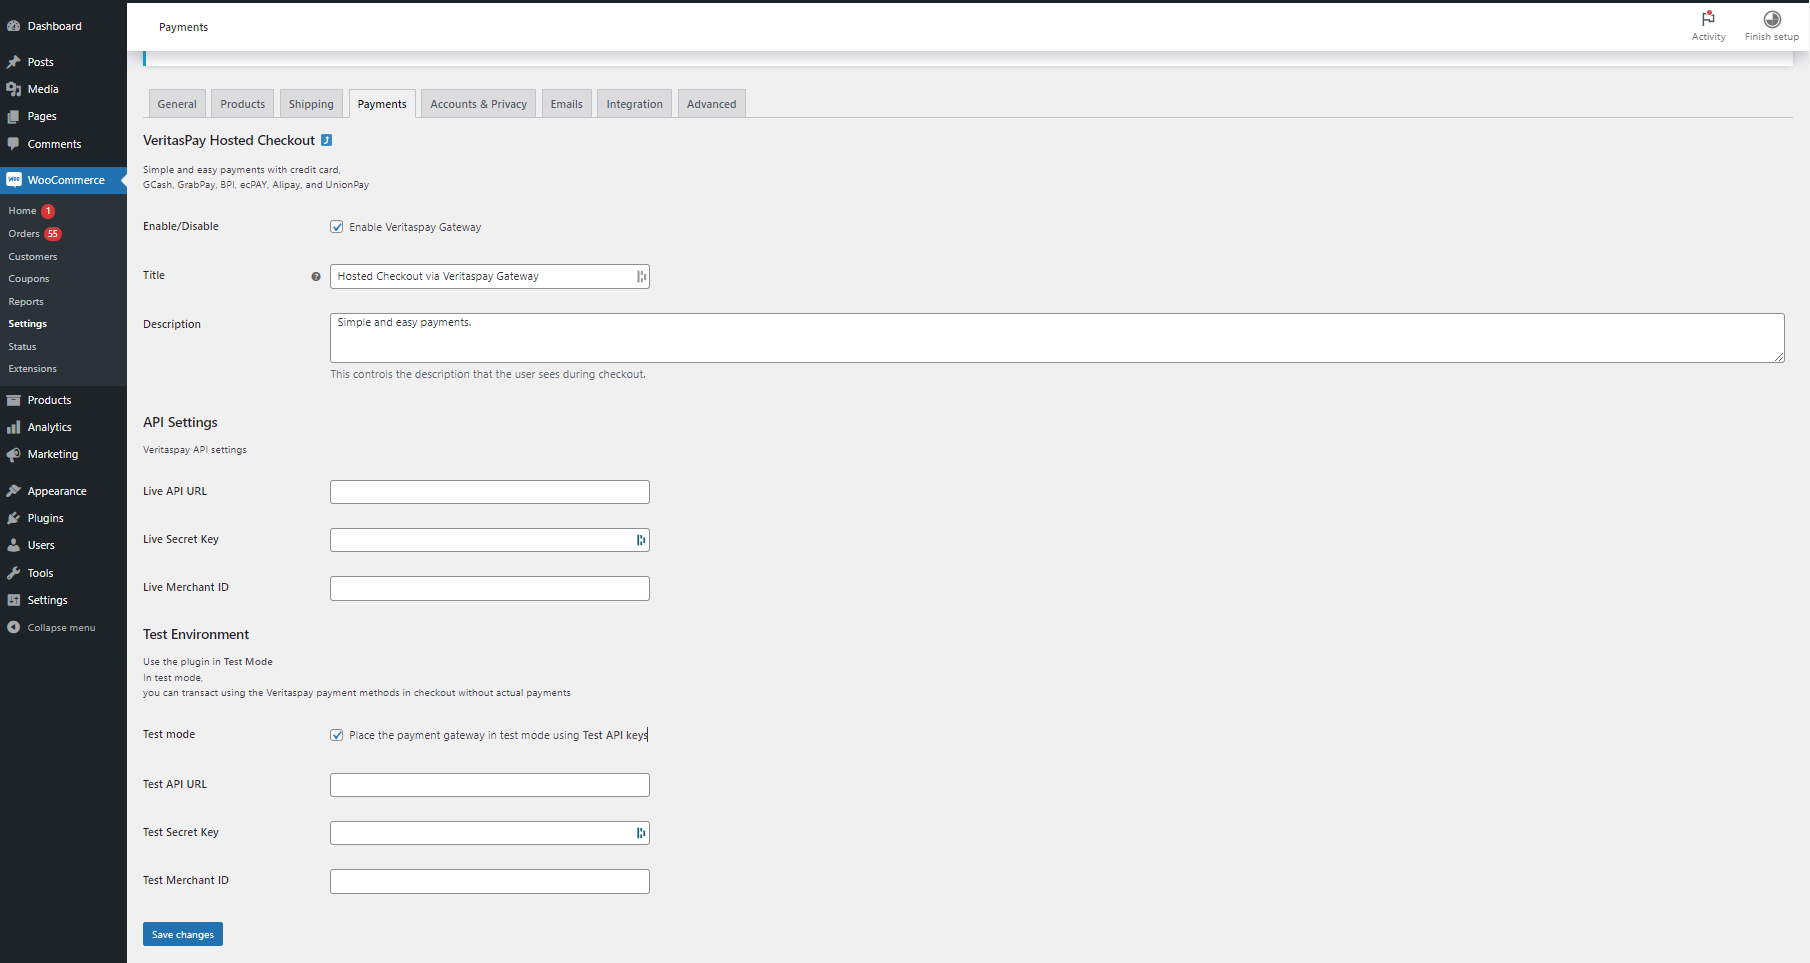 Payments
Activity
Finish setup
Dashboard
Posts
Media
Pages
Comments
WooCommerce
Home 1
Orders 55
Customers
Coupons
Reports
Settings
Status
Extensions
Products
Analytics
Marketing
Appearance
Plugins
Users
Tools
Settings
Collapse menu
General Products Shipping Payments Accounts & Privacy Emails Integration Advanced
VeritasPay Hosted Checkout
Simple and easy payments with credit card,
GCash, GrabPay, BPI, ecPAY, Alipay, and UnionPay
Enable/Disable Enable Veritaspay Gateway
Title Hosted Checkout via Veritaspay Gateway
Description Simple and easy payments.
This controls the description that the user sees during checkout.
API Settings
Veritaspay API settings
Live API URL
Live Secret Key
Live Merchant ID
Test Environment
Use the plugin in Test Mode
In test mode,
you can transact using the Veritaspay payment methods in checkout without actual payments
Test mode Place the payment gateway in test mode using Test API keys
Test API URL
Test Secret Key
Test Merchant ID
Save changes